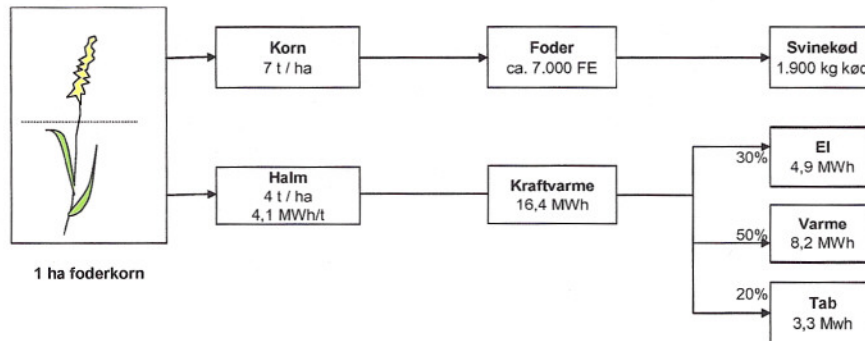 Korn
7 t / ha
Foder
ca. 7.000 FE
Svinekød
1.900 kg kød
Halm
4 t / ha
4,1 MWh/t
Kraftvarme
16,4 MWh
30%
El
4,9 MWh
50%
Varme
8,2 MWh
20%
Tab
3,3 Mwh
1 ha foderkorn